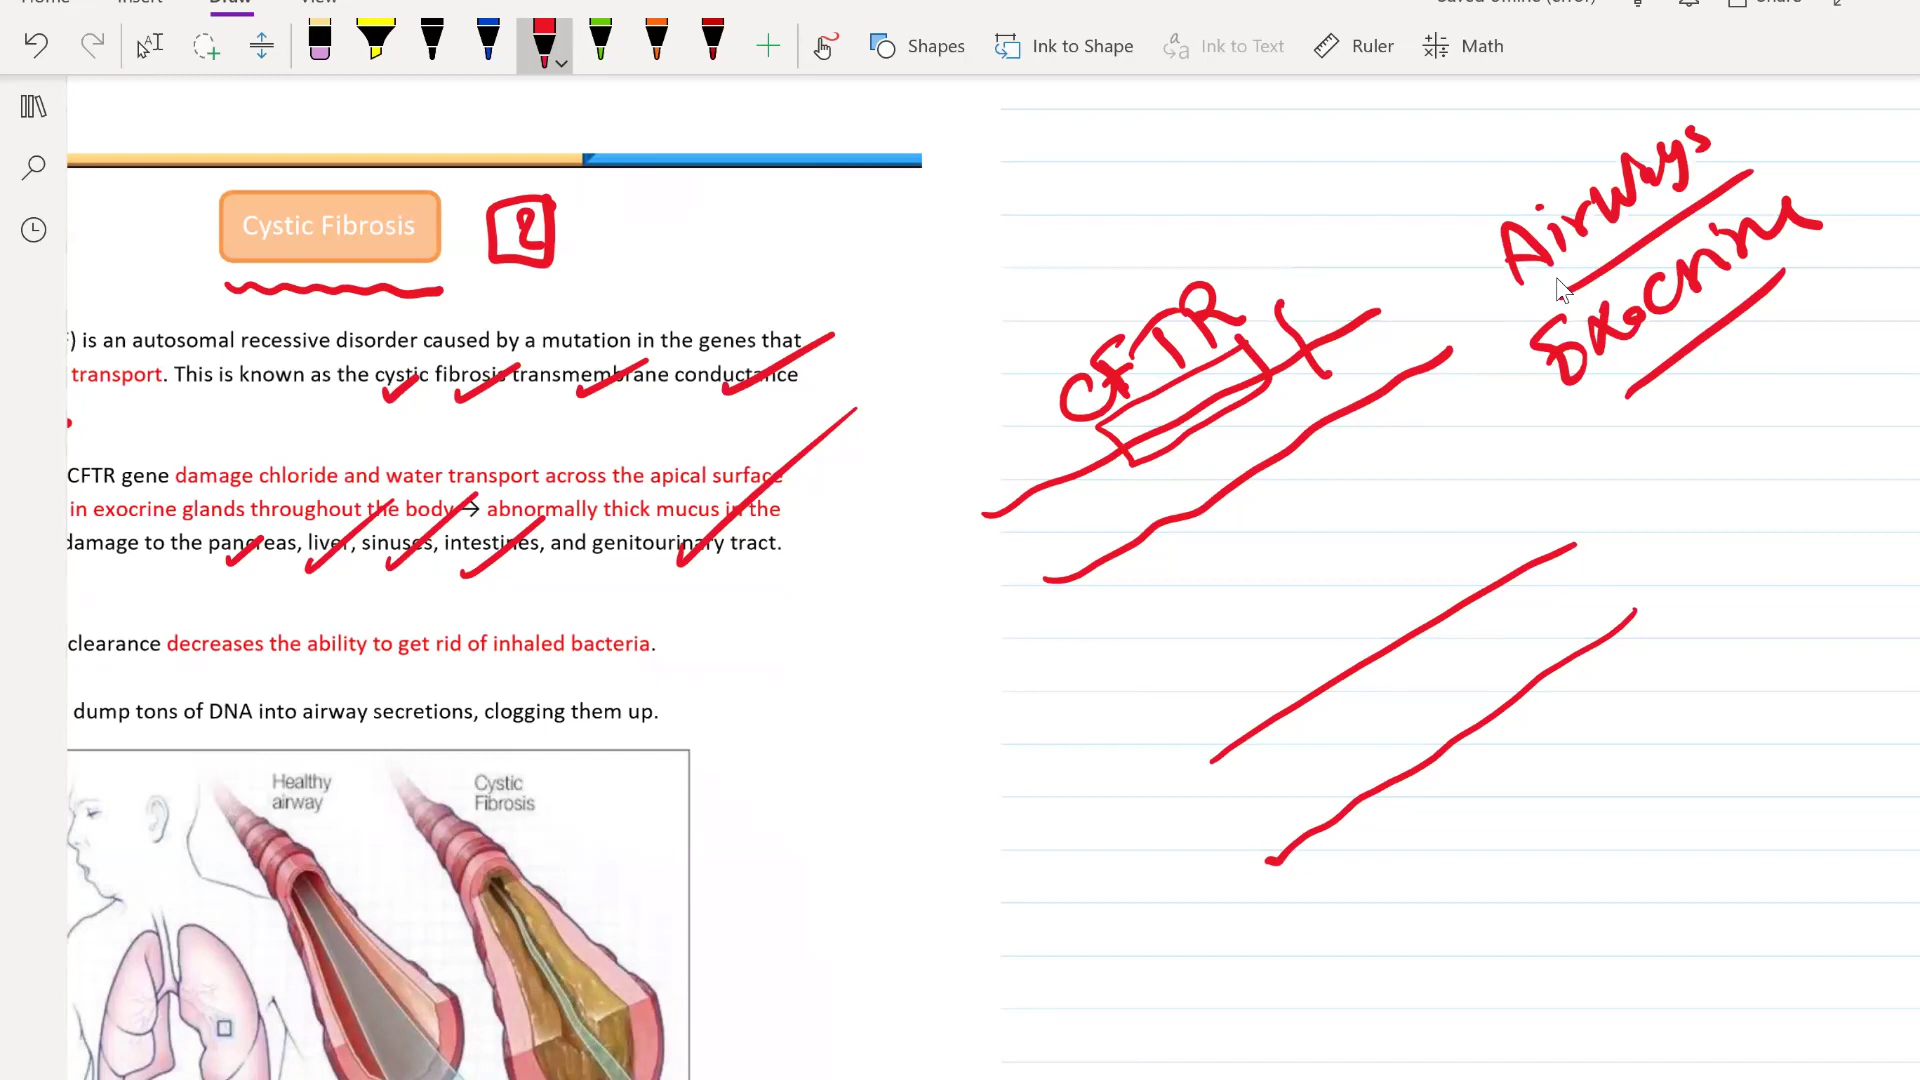 Shapes Ink to Shape Ink to Text Ruler Math
Cystic Fibrosis 2
) is an autosomal recessive disorder caused by a mutation in the genes that
transport. This is known as the cystic fibrosis transmembrane conductance
CFTR gene damage chloride and water transport across the apical surface
in exocrine glands throughout the body → abnormally thick mucus in the
damage to the pancreas, liver, sinuses, intestines, and genitourinary tract.
clearance decreases the ability to get rid of inhaled bacteria.
dump tons of DNA into airway secretions, clogging them up.
Healthy
airway
Cystic
Fibrosis
Airways
Exocrine
CFTR